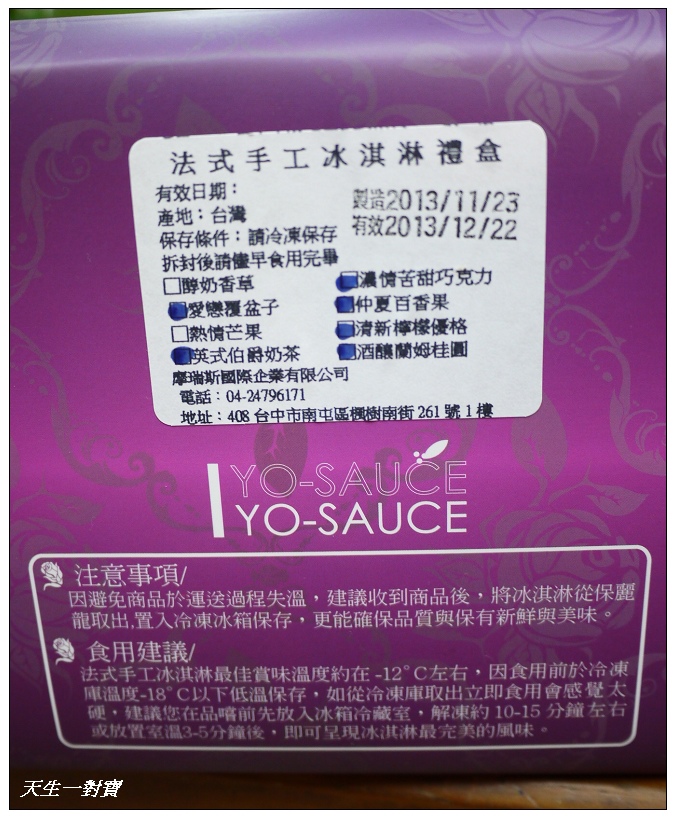 法式手工冰淇淋禮盒
有效日期：
製造2013/11/23
產地：台灣
有效2013/12/22
保存條件：請冷凍保存
拆封後請儘早食用完畢
□醇奶香草 ■濃情苦甜巧克力
■愛戀覆盆子 ■仲夏百香果
□熱情芒果 ■清新檸檬優格
■英式伯爵奶茶 ■酒釀蘭姆桂圓
摩瑞斯國際企業有限公司
電話：04-24796171
地址：408 台中市南屯區楓樹南街 261 號 1 樓
YO-SAUCE
YO-SAUCE
注意事項/
因避免商品於運送過程失溫，建議收到商品後，將冰淇淋從保麗
龍取出,置入冷凍冰箱保存，更能確保品質與保有新鮮與美味。
食用建議/
法式手工冰淇淋最佳賞味溫度約在 -12°C左右，因食用前於冷凍
庫溫度-18°C以下低溫保存，如從冷凍庫取出立即食用會感覺太
硬，建議您在品嚐前先放入冰箱冷藏室，解凍約 10-15 分鐘左右
或放置室溫3-5分鐘後，即可呈現冰淇淋最完美的風味。
天生一對寶